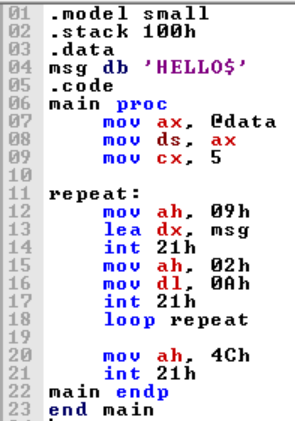 01 .model small
02 .stack 100h
03 .data
04 msg db 'HELLO$'
05 .code
06 main proc
07 mov ax, @data
08 mov ds, ax
09 mov cx, 5
10
11 repeat:
12 mov ah, 09h
13 lea dx, msg
14 int 21h
15 mov ah, 02h
16 mov dl, 0Ah
17 int 21h
18 loop repeat
19
20 mov ah, 4Ch
21 int 21h
22 main endp
23 end main